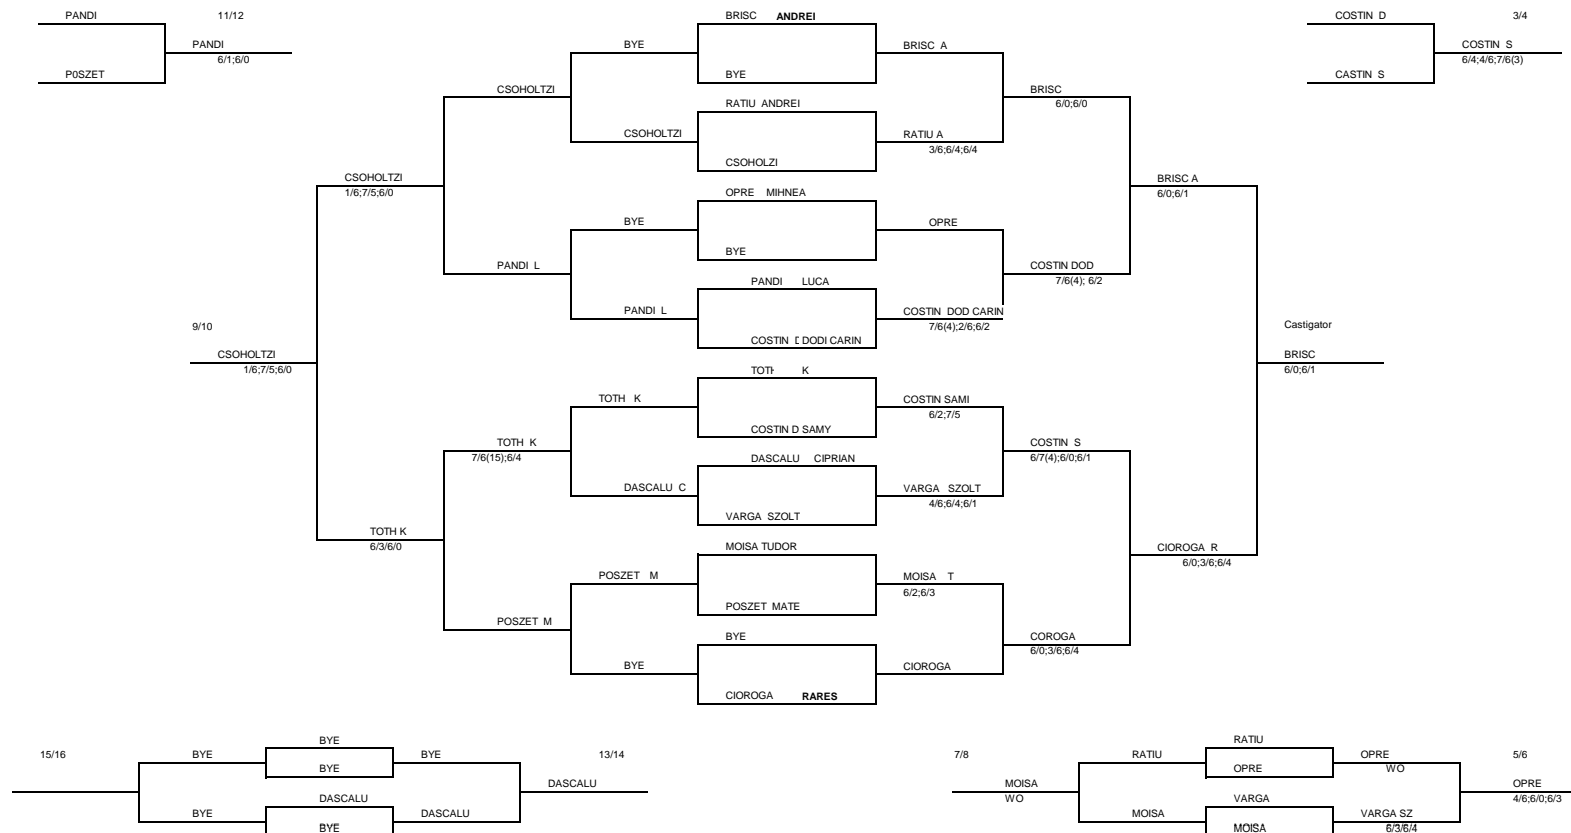 PANDI 11/12 BRISC ANDREI COSTIN D 3/4
PANDI BYE BRISC A COSTIN S
6/1;6/0 6/4;4/6;7/6(3)
P0SZET BYE CASTIN S
CSOHOLTZI BRISC
RATIU ANDREI 6/0;6/0
CSOHOLTZI RATIU A
3/6;6/4;6/4
CSOHOLZI
CSOHOLTZI BRISC A
1/6;7/5;6/0 OPRE MIHNEA 6/0;6/1
BYE OPRE
BYE
PANDI L COSTIN DOD
PANDI LUCA 7/6(4); 6/2
PANDI L COSTIN DOD CARIN
9/10 7/6(4);2/6;6/2 Castigator
COSTIN DODI CARIN
CSOHOLTZI BRISC
1/6;7/5;6/0 TOTH K 6/0;6/1
TOTH K COSTIN SAMI
6/2;7/5
COSTIN D SAMY
TOTH K COSTIN S
7/6(15);6/4 DASCALU CIPRIAN 6/7(4);6/0;6/1
DASCALU C VARGA SZOLT
4/6;6/4;6/1
VARGA SZOLT
TOTH K
6/3/6/0 MOISA TUDOR CIOROGA R
6/0;3/6;6/4
POSZET M MOISA T
6/2;6/3
POSZET MATE
POSZET M BYE COROGA
6/0;3/6;6/4
BYE CIOROGA
CIOROGA RARES
BYE RATIU
15/16 BYE BYE 13/14 7/8 RATIU OPRE 5/6
BYE OPRE WO
DASCALU MOISA OPRE
DASCALU WO VARGA 4/6;6/0;6/3
BYE DASCALU MOISA VARGA SZ
BYE MOISA 6/3/6/4